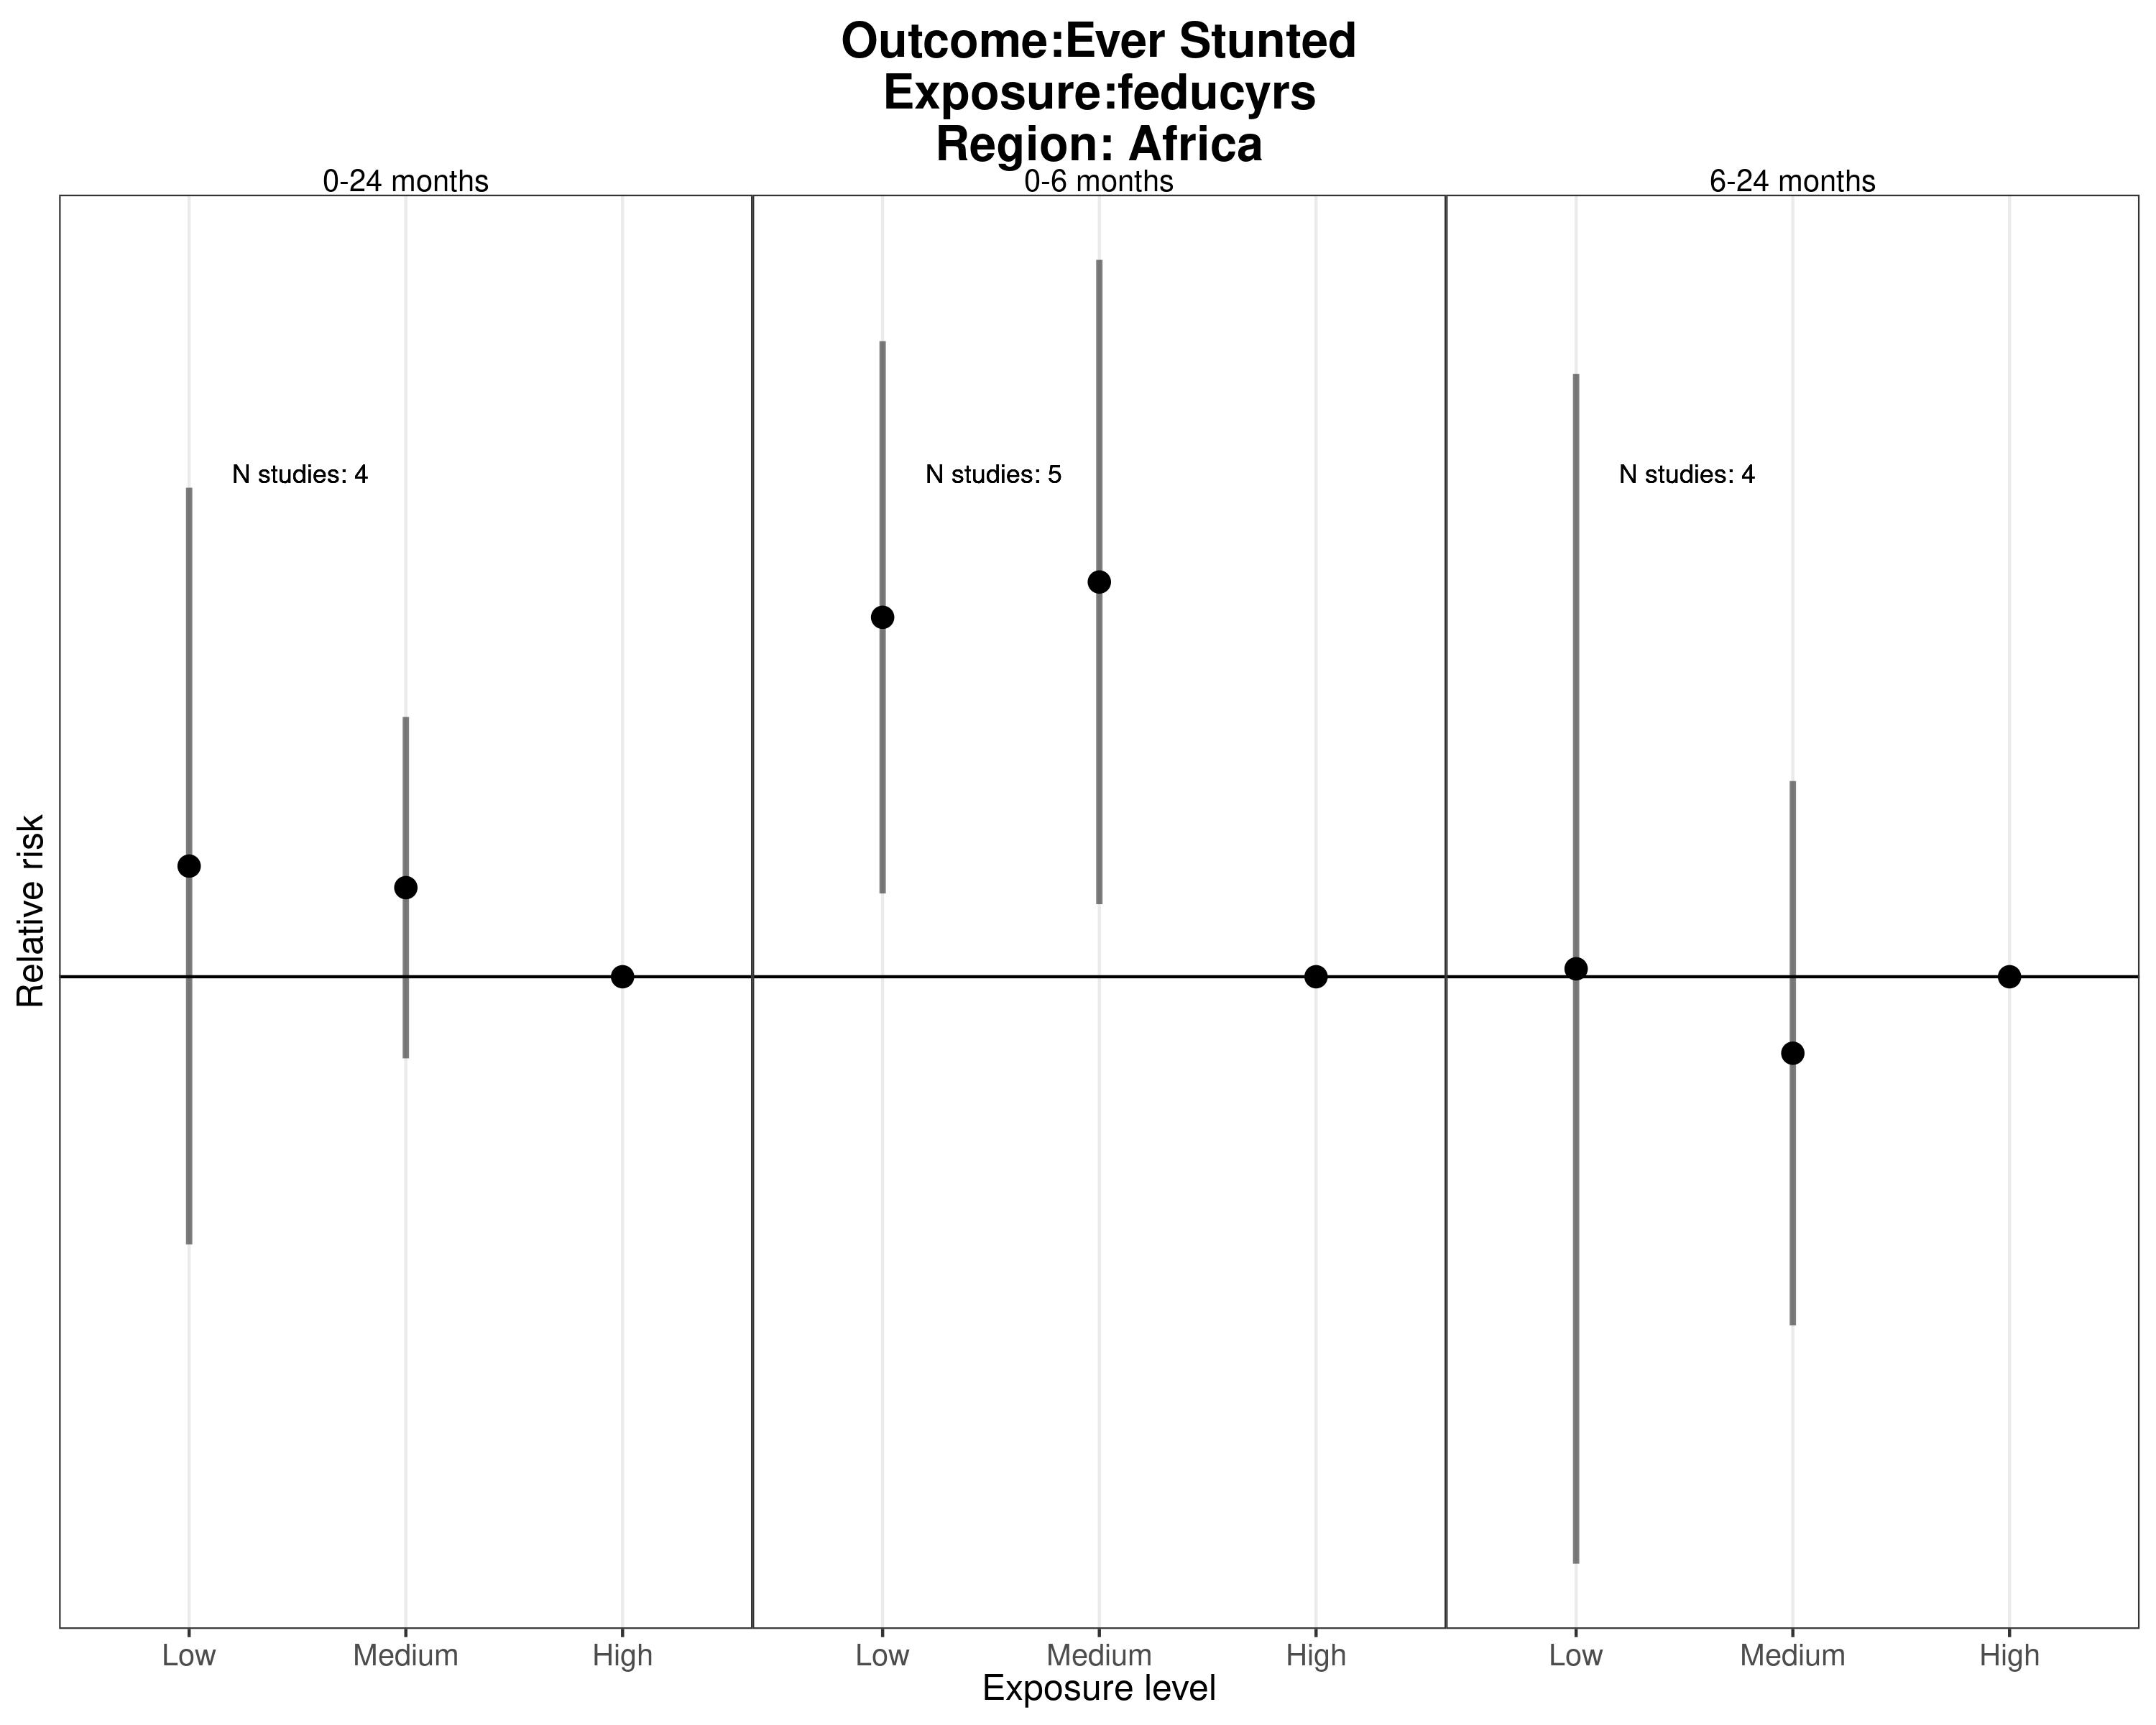 Outcome:Ever Stunted
Exposure:feducyrs
Region: Africa
0-24 months
0-6 months
6-24 months
N studies: 4
N studies: 5
N studies: 4
Relative risk
Low
Medium
High
Low
Medium
High
Low
Medium
High
Exposure level